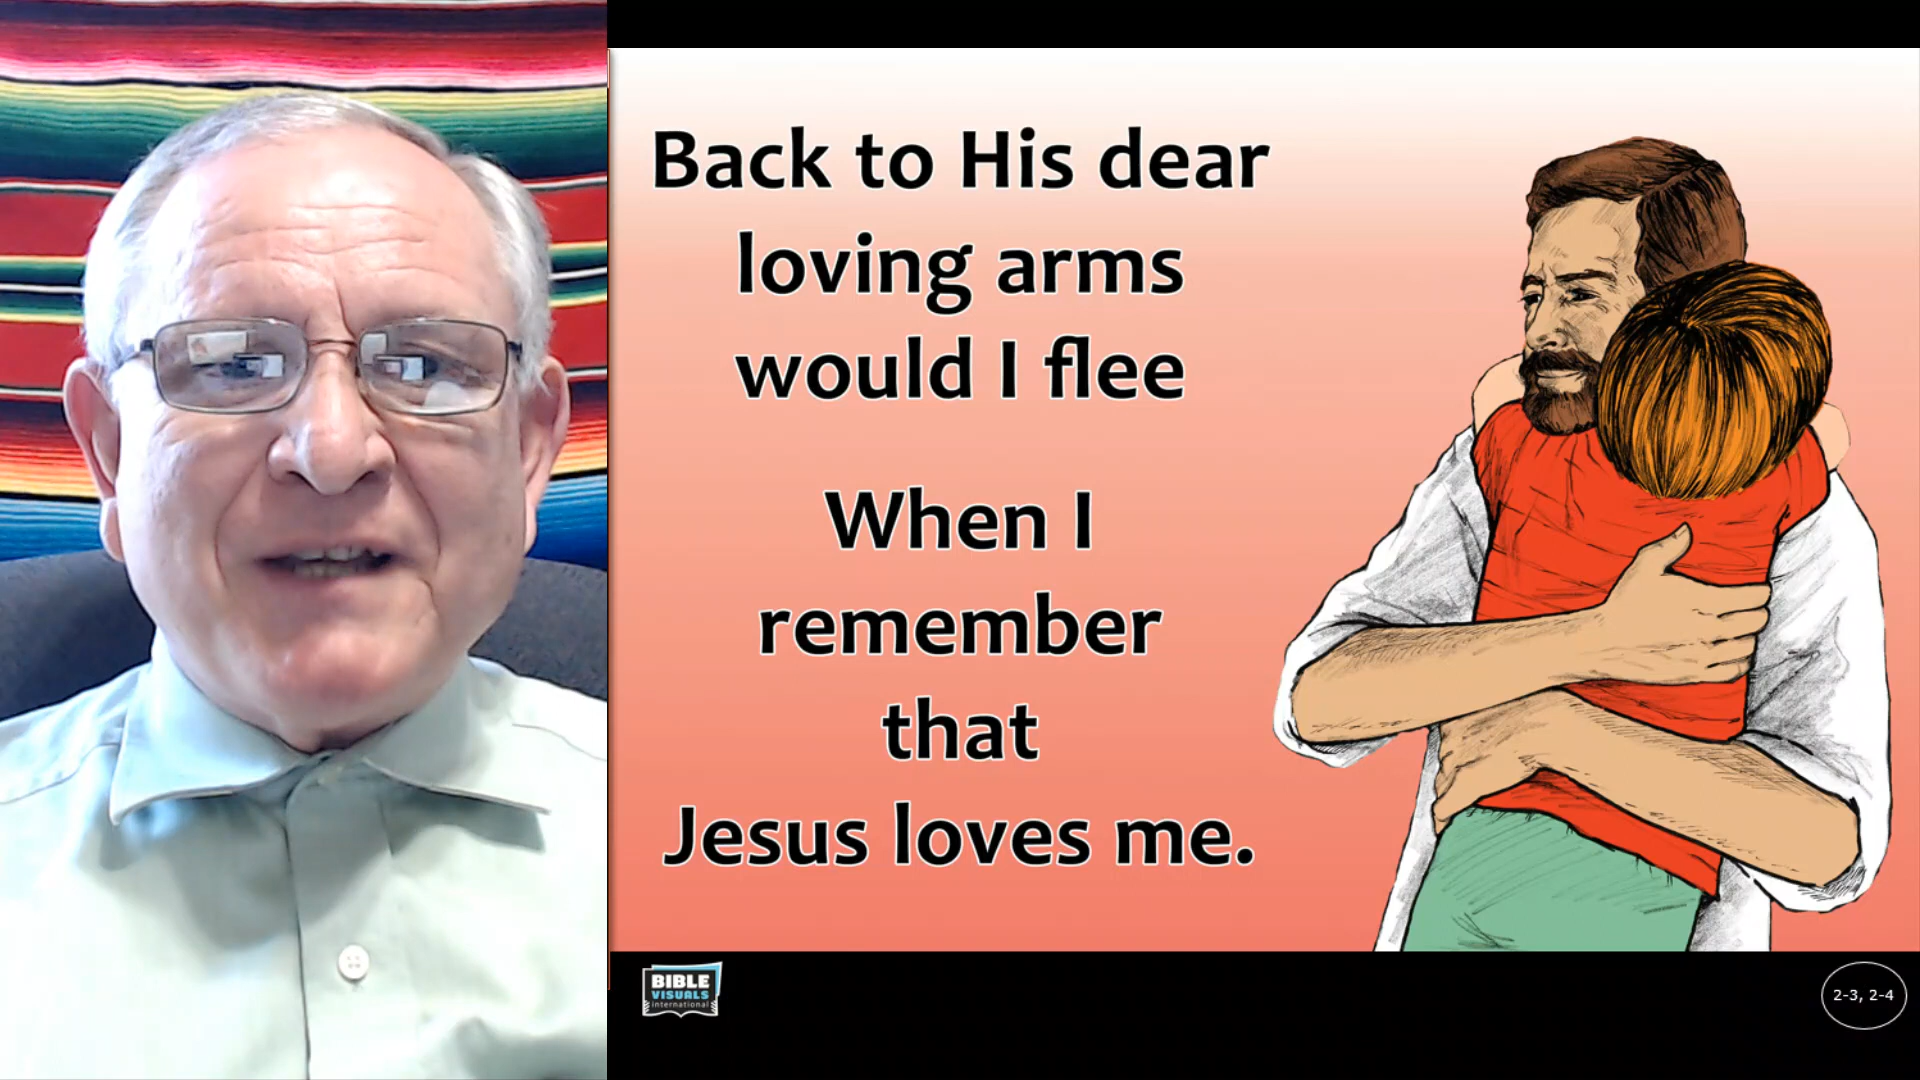 Back to His dear
loving arms
would I flee
When I
remember
that
Jesus loves me.
BIBLE
VISUALS
international
2-3, 2-4